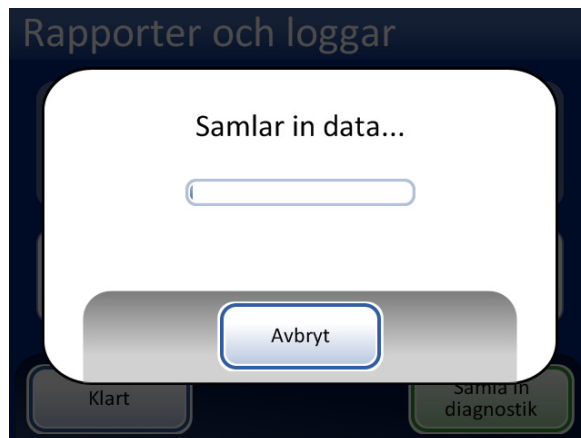 Rapporter och loggar
Samlar in data...
Avbryt
Klart
Samla in
diagnostik